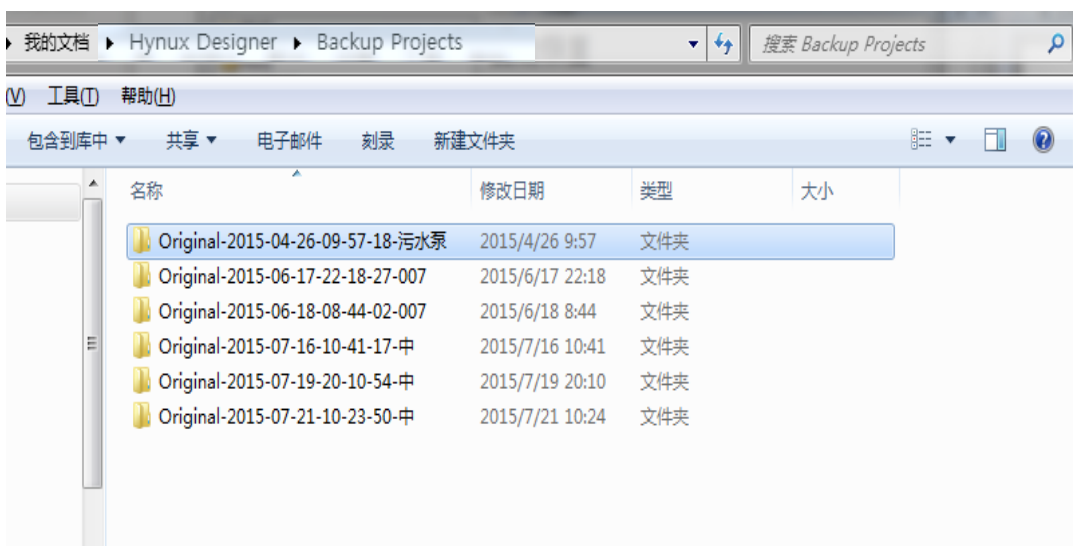 我的文档 Hynux Designer Backup Projects 搜索 Backup Projects
(V) 工具(T) 帮助(H)
包含到库中 共享 电子邮件 刻录 新建文件夹
名称 修改日期 类型 大小
Original-2015-04-26-09-57-18-污水泵 2015/4/26 9:57 文件夹
Original-2015-06-17-22-18-27-007 2015/6/17 22:18 文件夹
Original-2015-06-18-08-44-02-007 2015/6/18 8:44 文件夹
Original-2015-07-16-10-41-17-中 2015/7/16 10:41 文件夹
Original-2015-07-19-20-10-54-中 2015/7/19 20:10 文件夹
Original-2015-07-21-10-23-50-中 2015/7/21 10:24 文件夹